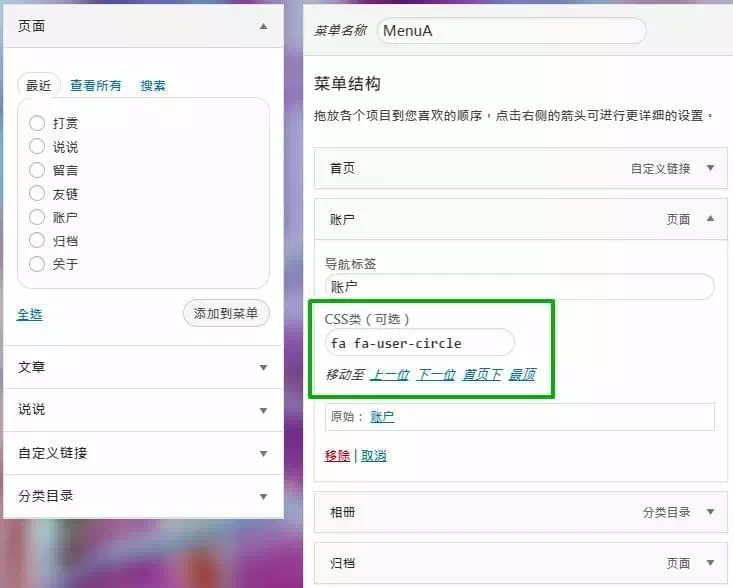 页面
最近 查看所有 搜索
打赏
说说
留言
友链
账户
归档
关于
全选 添加到菜单
文章
说说
自定义链接
分类目录
菜单名称 MenuA
菜单结构
拖放各个项目到您喜欢的顺序，点击右侧的箭头可进行更详细的设置。
首页 自定义链接
账户 页面
导航标签
账户
CSS类（可选）
fa fa-user-circle
移动至 上一位 下一位 首页下 最顶
原始： 账户
移除 | 取消
相册 分类目录
归档 页面